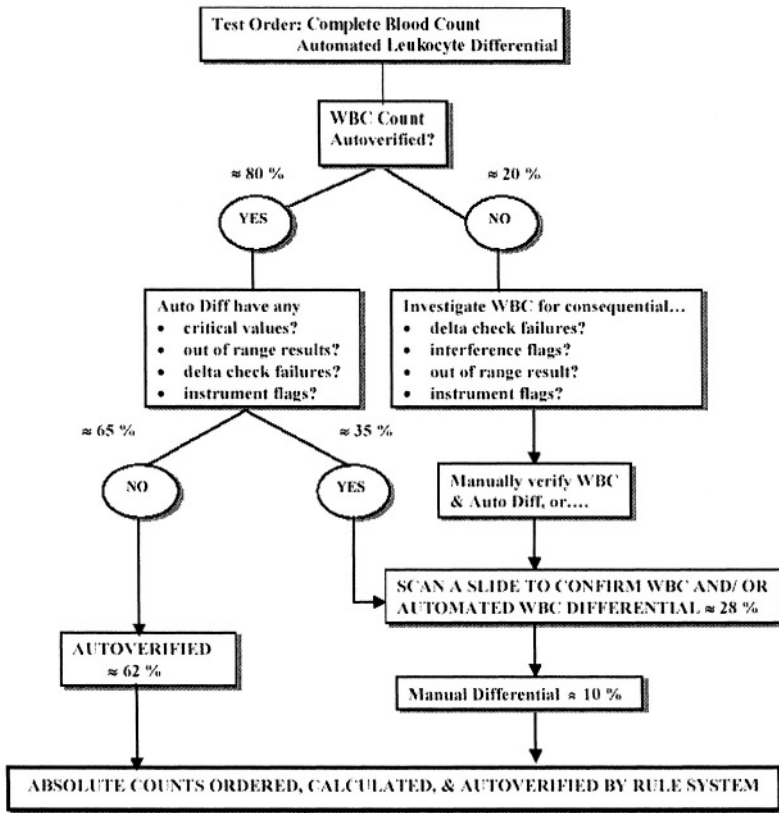 Test Order: Complete Blood Count
Automated Leukocyte Differential
WBC Count
Autoverified?
≈ 80 %
≈ 20 %
YES
NO
Auto Diff have any
• critical values?
• out of range results?
• delta check failures?
• instrument flags?
Investigate WBC for consequential...
• delta check failures?
• interference flags?
• out of range result?
• instrument flags?
≈ 65 %
≈ 35 %
NO
YES
Manually verify WBC
& Auto Diff, or....
SCAN A SLIDE TO CONFIRM WBC AND/ OR
AUTOMATED WBC DIFFERENTIAL ≈ 28 %
AUTOVERIFIED
≈ 62 %
Manual Differential ≈ 10 %
ABSOLUTE COUNTS ORDERED, CALCULATED, & AUTOVERIFIED BY RULE SYSTEM